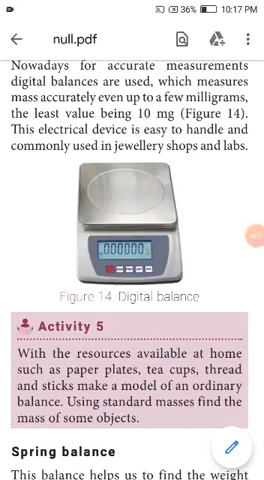 36% 10:17 PM
null.pdf
Nowadays for accurate measurements
digital balances are used, which measures
mass accurately even up to a few milligrams,
the least value being 10 mg (Figure 14).
This electrical device is easy to handle and
commonly used in jewellery shops and labs.
0.00000
Figure 14 Digital balance
Activity 5
With the resources available at home
such as paper plates, tea cups, thread
and sticks make a model of an ordinary
balance. Using standard masses find the
mass of some objects.
Spring balance
This balance helps us to find the weight